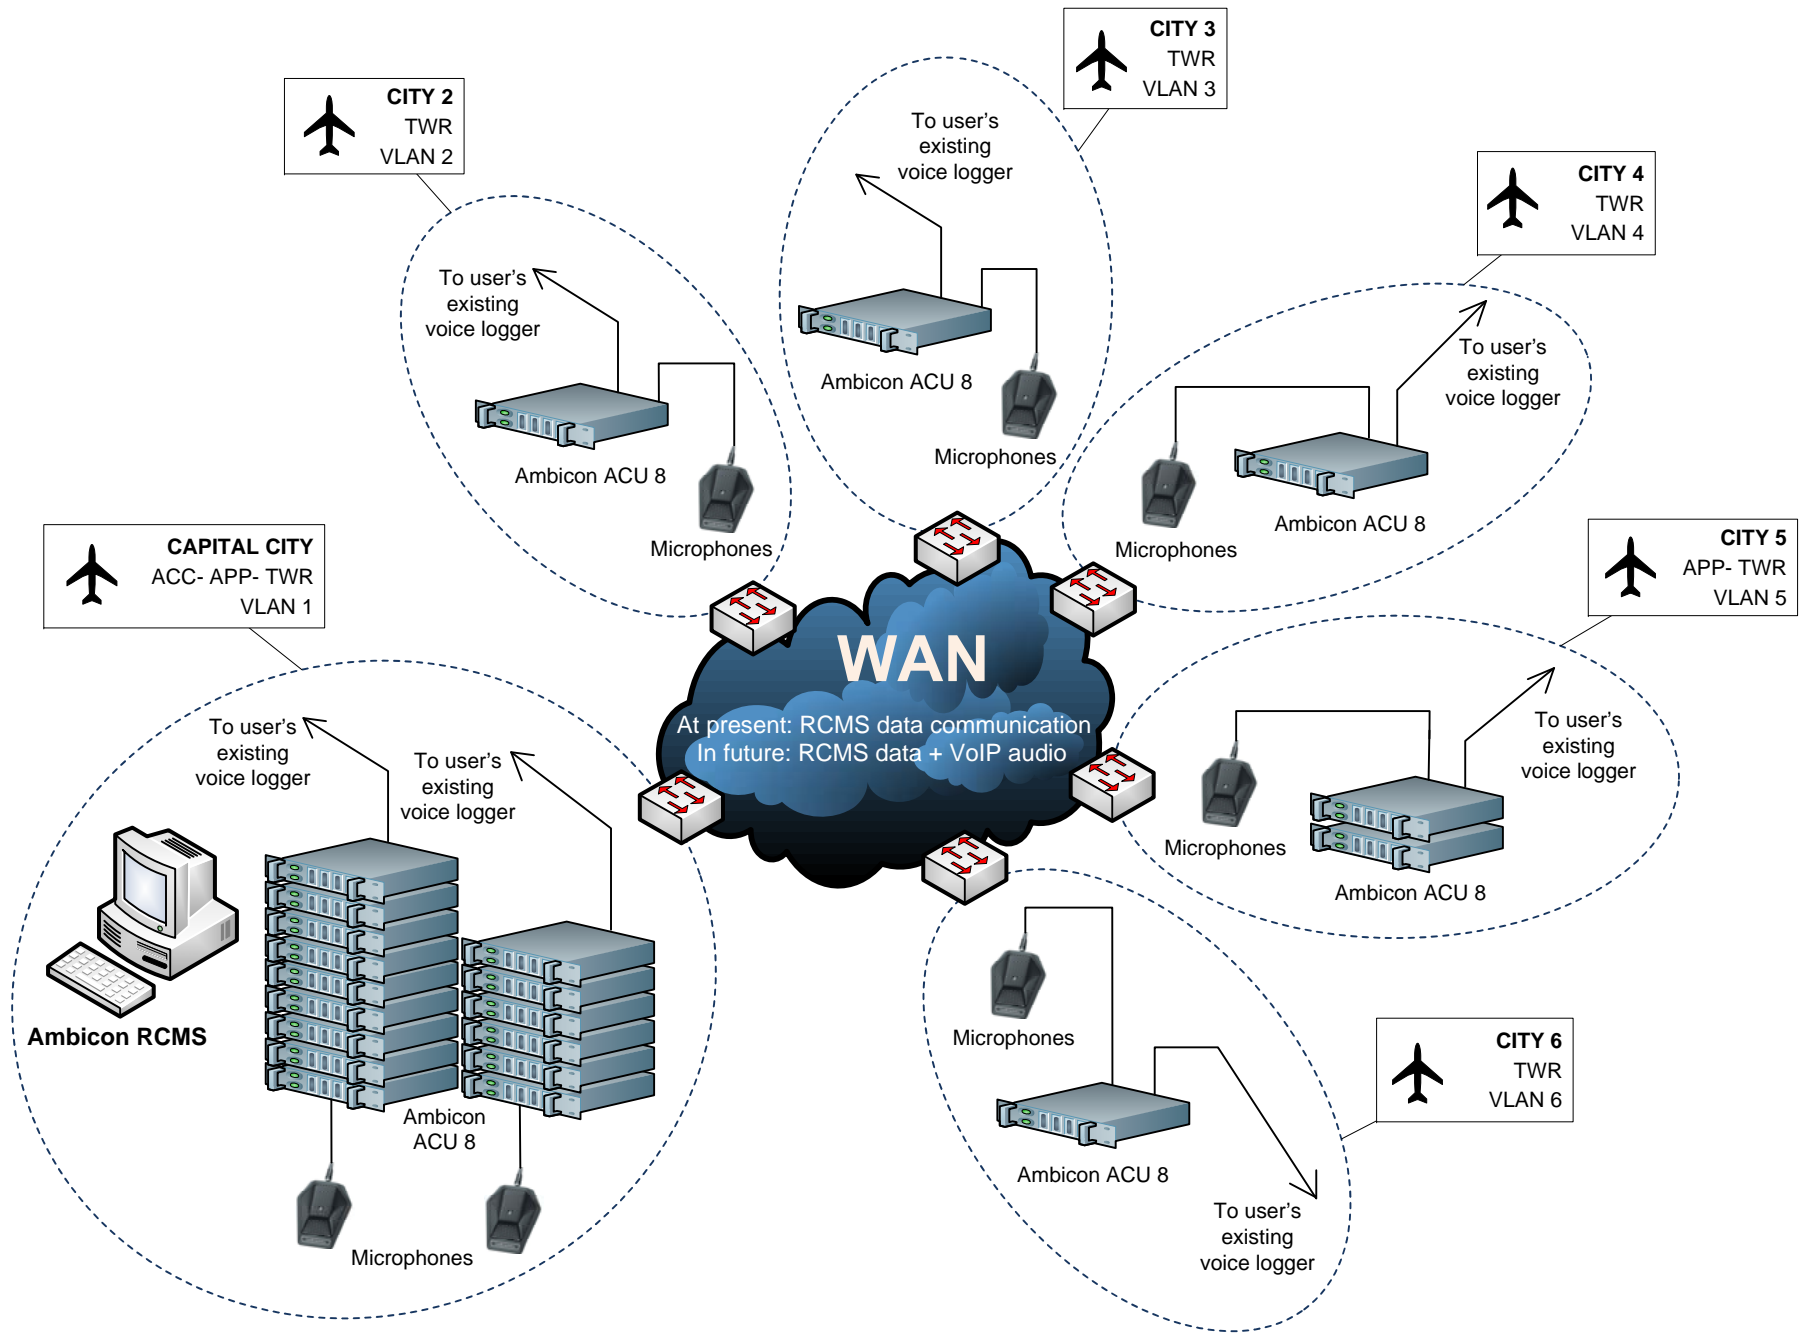 CITY 3
TWR
VLAN 3
CITY 2
TWR
VLAN 2
To user's
existing
voice logger
CITY 4
TWR
VLAN 4
To user's
existing
voice logger
To user's
existing
voice logger
Ambicon ACU 8
Ambicon ACU 8
Microphones
Ambicon ACU 8
Microphones
Microphones
Ambicon ACU 8
CAPITAL CITY
ACC- APP- TWR
VLAN 1
CITY 5
APP- TWR
VLAN 5
WAN
At present: RCMS data communication
In future: RCMS data + VoIP audio
To user's
existing
voice logger
To user's
existing
voice logger
To user's
existing
voice logger
Microphones
Ambicon ACU 8
Ambicon RCMS
Ambicon
ACU 8
Microphones
Microphones
CITY 6
TWR
VLAN 6
Ambicon ACU 8
To user's
existing
voice logger